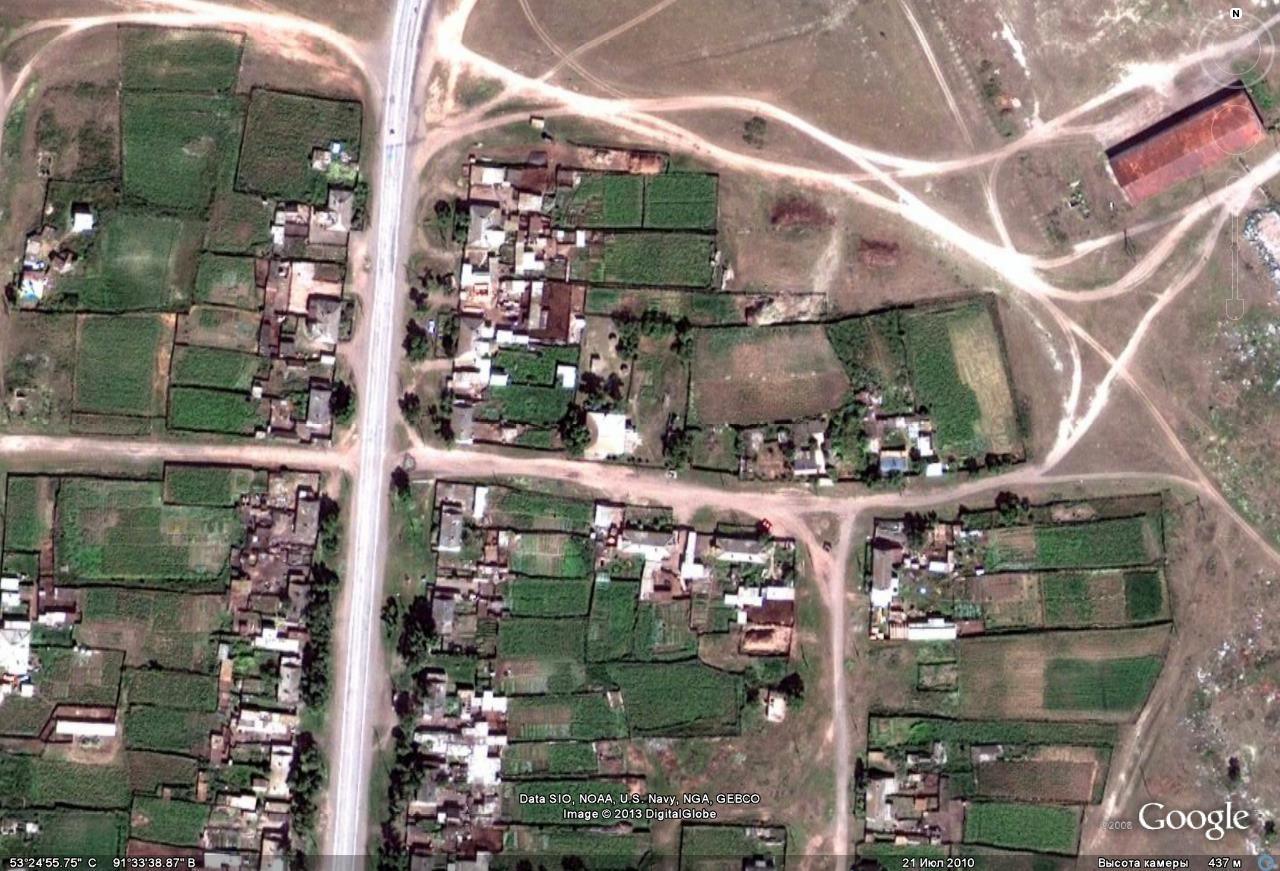 N
Data SIO, NOAA, U.S. Navy, NGA, GEBCO
Image © 2013 DigitalGlobe
©2008 Google
53°24'55.75" С 91°33'38.87" В 21 Июл 2010 Высота камеры 437 м